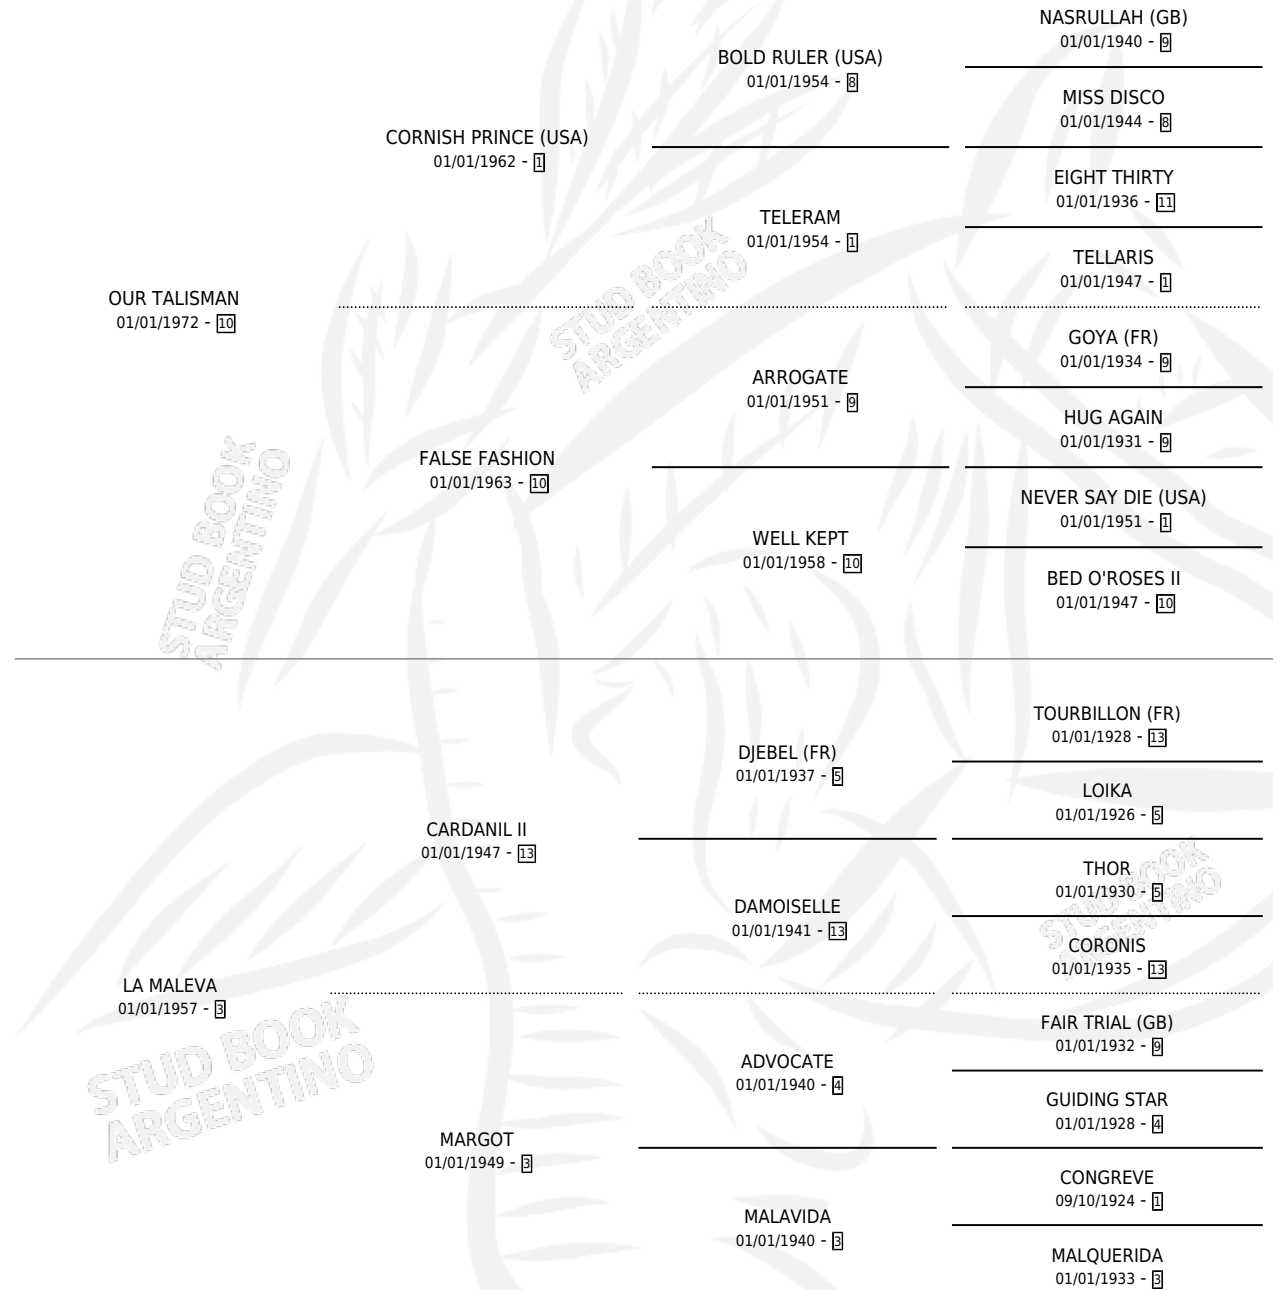 NASRULLAH (GB)
01/01/1940 - 9
BOLD RULER (USA)
01/01/1954 - 8
MISS DISCO
01/01/1944 - 8
CORNISH PRINCE (USA)
01/01/1962 - 1
EIGHT THIRTY
01/01/1936 - 11
TELERAM
01/01/1954 - 1
TELLARIS
01/01/1947 - 1
OUR TALISMAN
01/01/1972 - 10
GOYA (FR)
01/01/1934 - 9
ARROGATE
01/01/1951 - 9
HUG AGAIN
01/01/1931 - 9
FALSE FASHION
01/01/1963 - 10
NEVER SAY DIE (USA)
01/01/1951 - 1
WELL KEPT
01/01/1958 - 10
BED O'ROSES II
01/01/1947 - 10
TOURBILLON (FR)
01/01/1928 - 13
DJEBEL (FR)
01/01/1937 - 5
LOIKA
01/01/1926 - 5
CARDANIL II
01/01/1947 - 13
THOR
01/01/1930 - 5
DAMOISELLE
01/01/1941 - 13
CORONIS
01/01/1935 - 13
LA MALEVA
01/01/1957 - 3
FAIR TRIAL (GB)
01/01/1932 - 9
ADVOCATE
01/01/1940 - 4
GUIDING STAR
01/01/1928 - 4
MARGOT
01/01/1949 - 3
CONGREVE
09/10/1924 - 1
MALAVIDA
01/01/1940 - 3
MALQUERIDA
01/01/1933 - 3
STUD BOOK
ARGENTINO
STUD BOOK
ARGENTINO
STUD BOOK
ARGENTINO
STUD BOOK
ARGENTINO